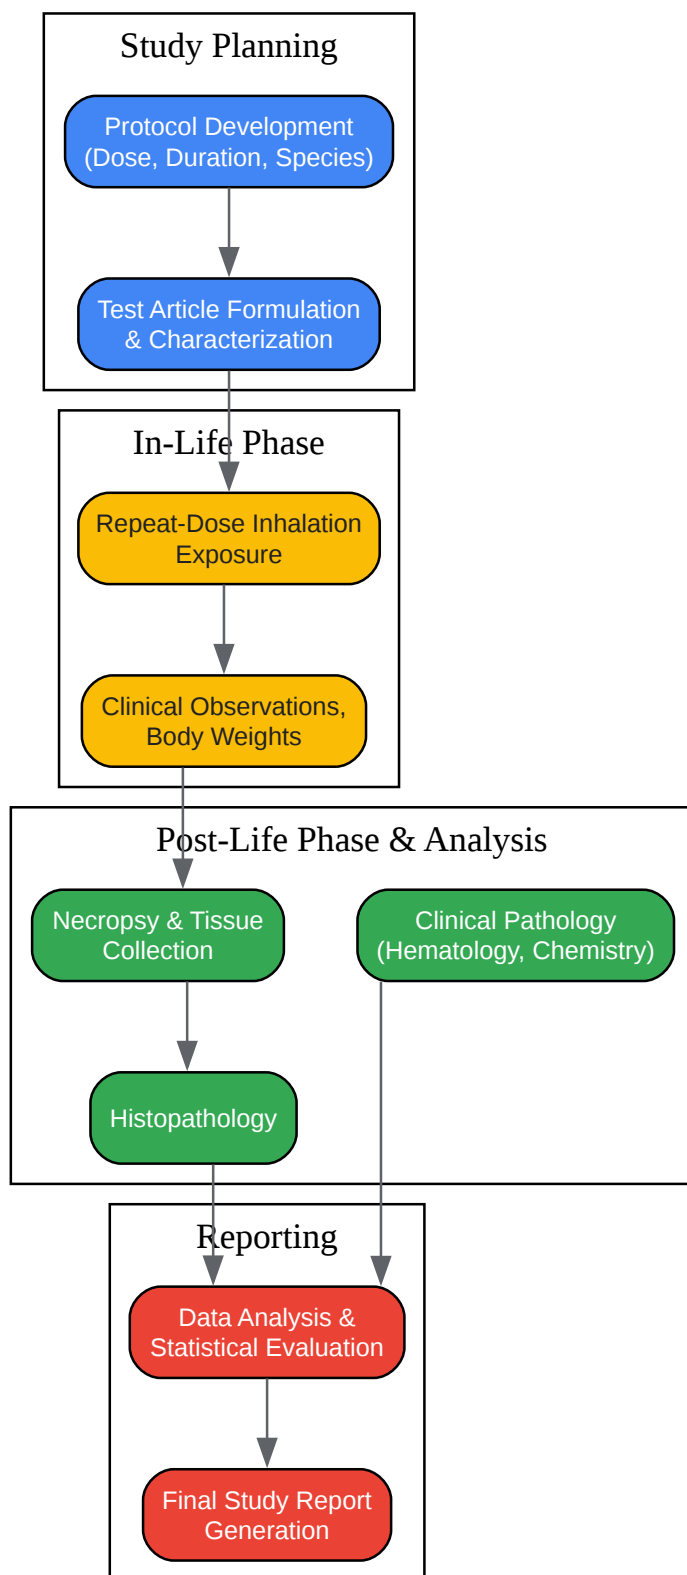 Study Planning
Protocol Development
(Dose, Duration, Species)
Test Article Formulation
& Characterization
In-Life Phase
Repeat-Dose Inhalation
Exposure
Clinical Observations,
Body Weights
Post-Life Phase & Analysis
Necropsy & Tissue
Collection
Clinical Pathology
(Hematology, Chemistry)
Histopathology
Reporting
Data Analysis &
Statistical Evaluation
Final Study Report
Generation